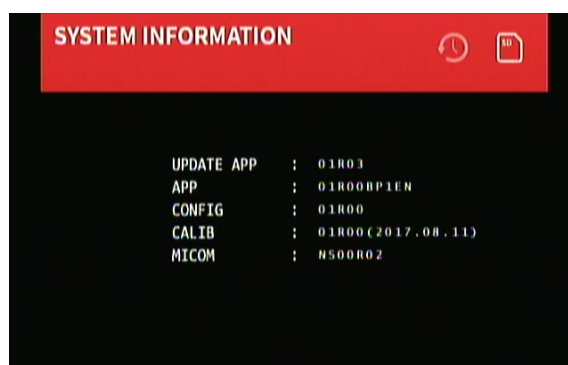 SYSTEM INFORMATION
SD
UPDATE APP : 01R03
APP : 01R00BP1EN
CONFIG : 01R00
CALIB : 01R00(2017.08.11)
MICOM : NS00R02